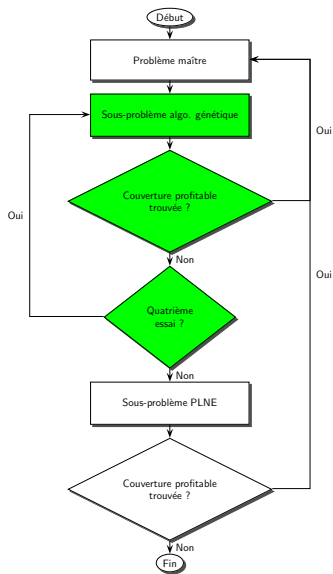 Début
Problème maître
Sous-problème algo. génétique
Oui
Couverture profitable
trouvée ?
Non
Oui
Quatrième
essai ?
Oui
Non
Sous-problème PLNE
Couverture profitable
trouvée ?
Non
Fin